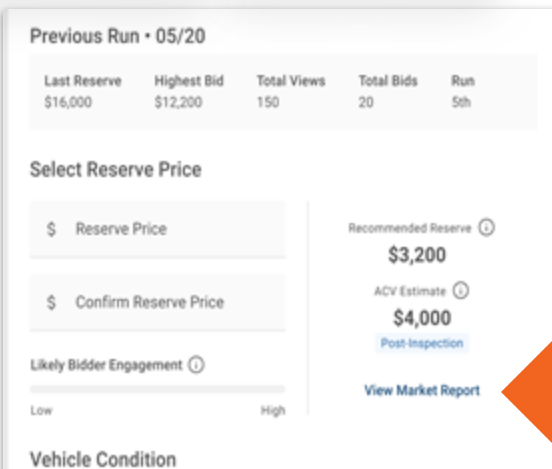 Previous Run • 05/20
Last Reserve Highest Bid Total Views Total Bids Run
$16,000 $12,200 150 20 5th
Select Reserve Price
$ Reserve Price
Recommended Reserve
$3,200
$ Confirm Reserve Price
ACV Estimate
$4,000
Post-Inspection
Likely Bidder Engagement
Low High
View Market Report
Vehicle Condition